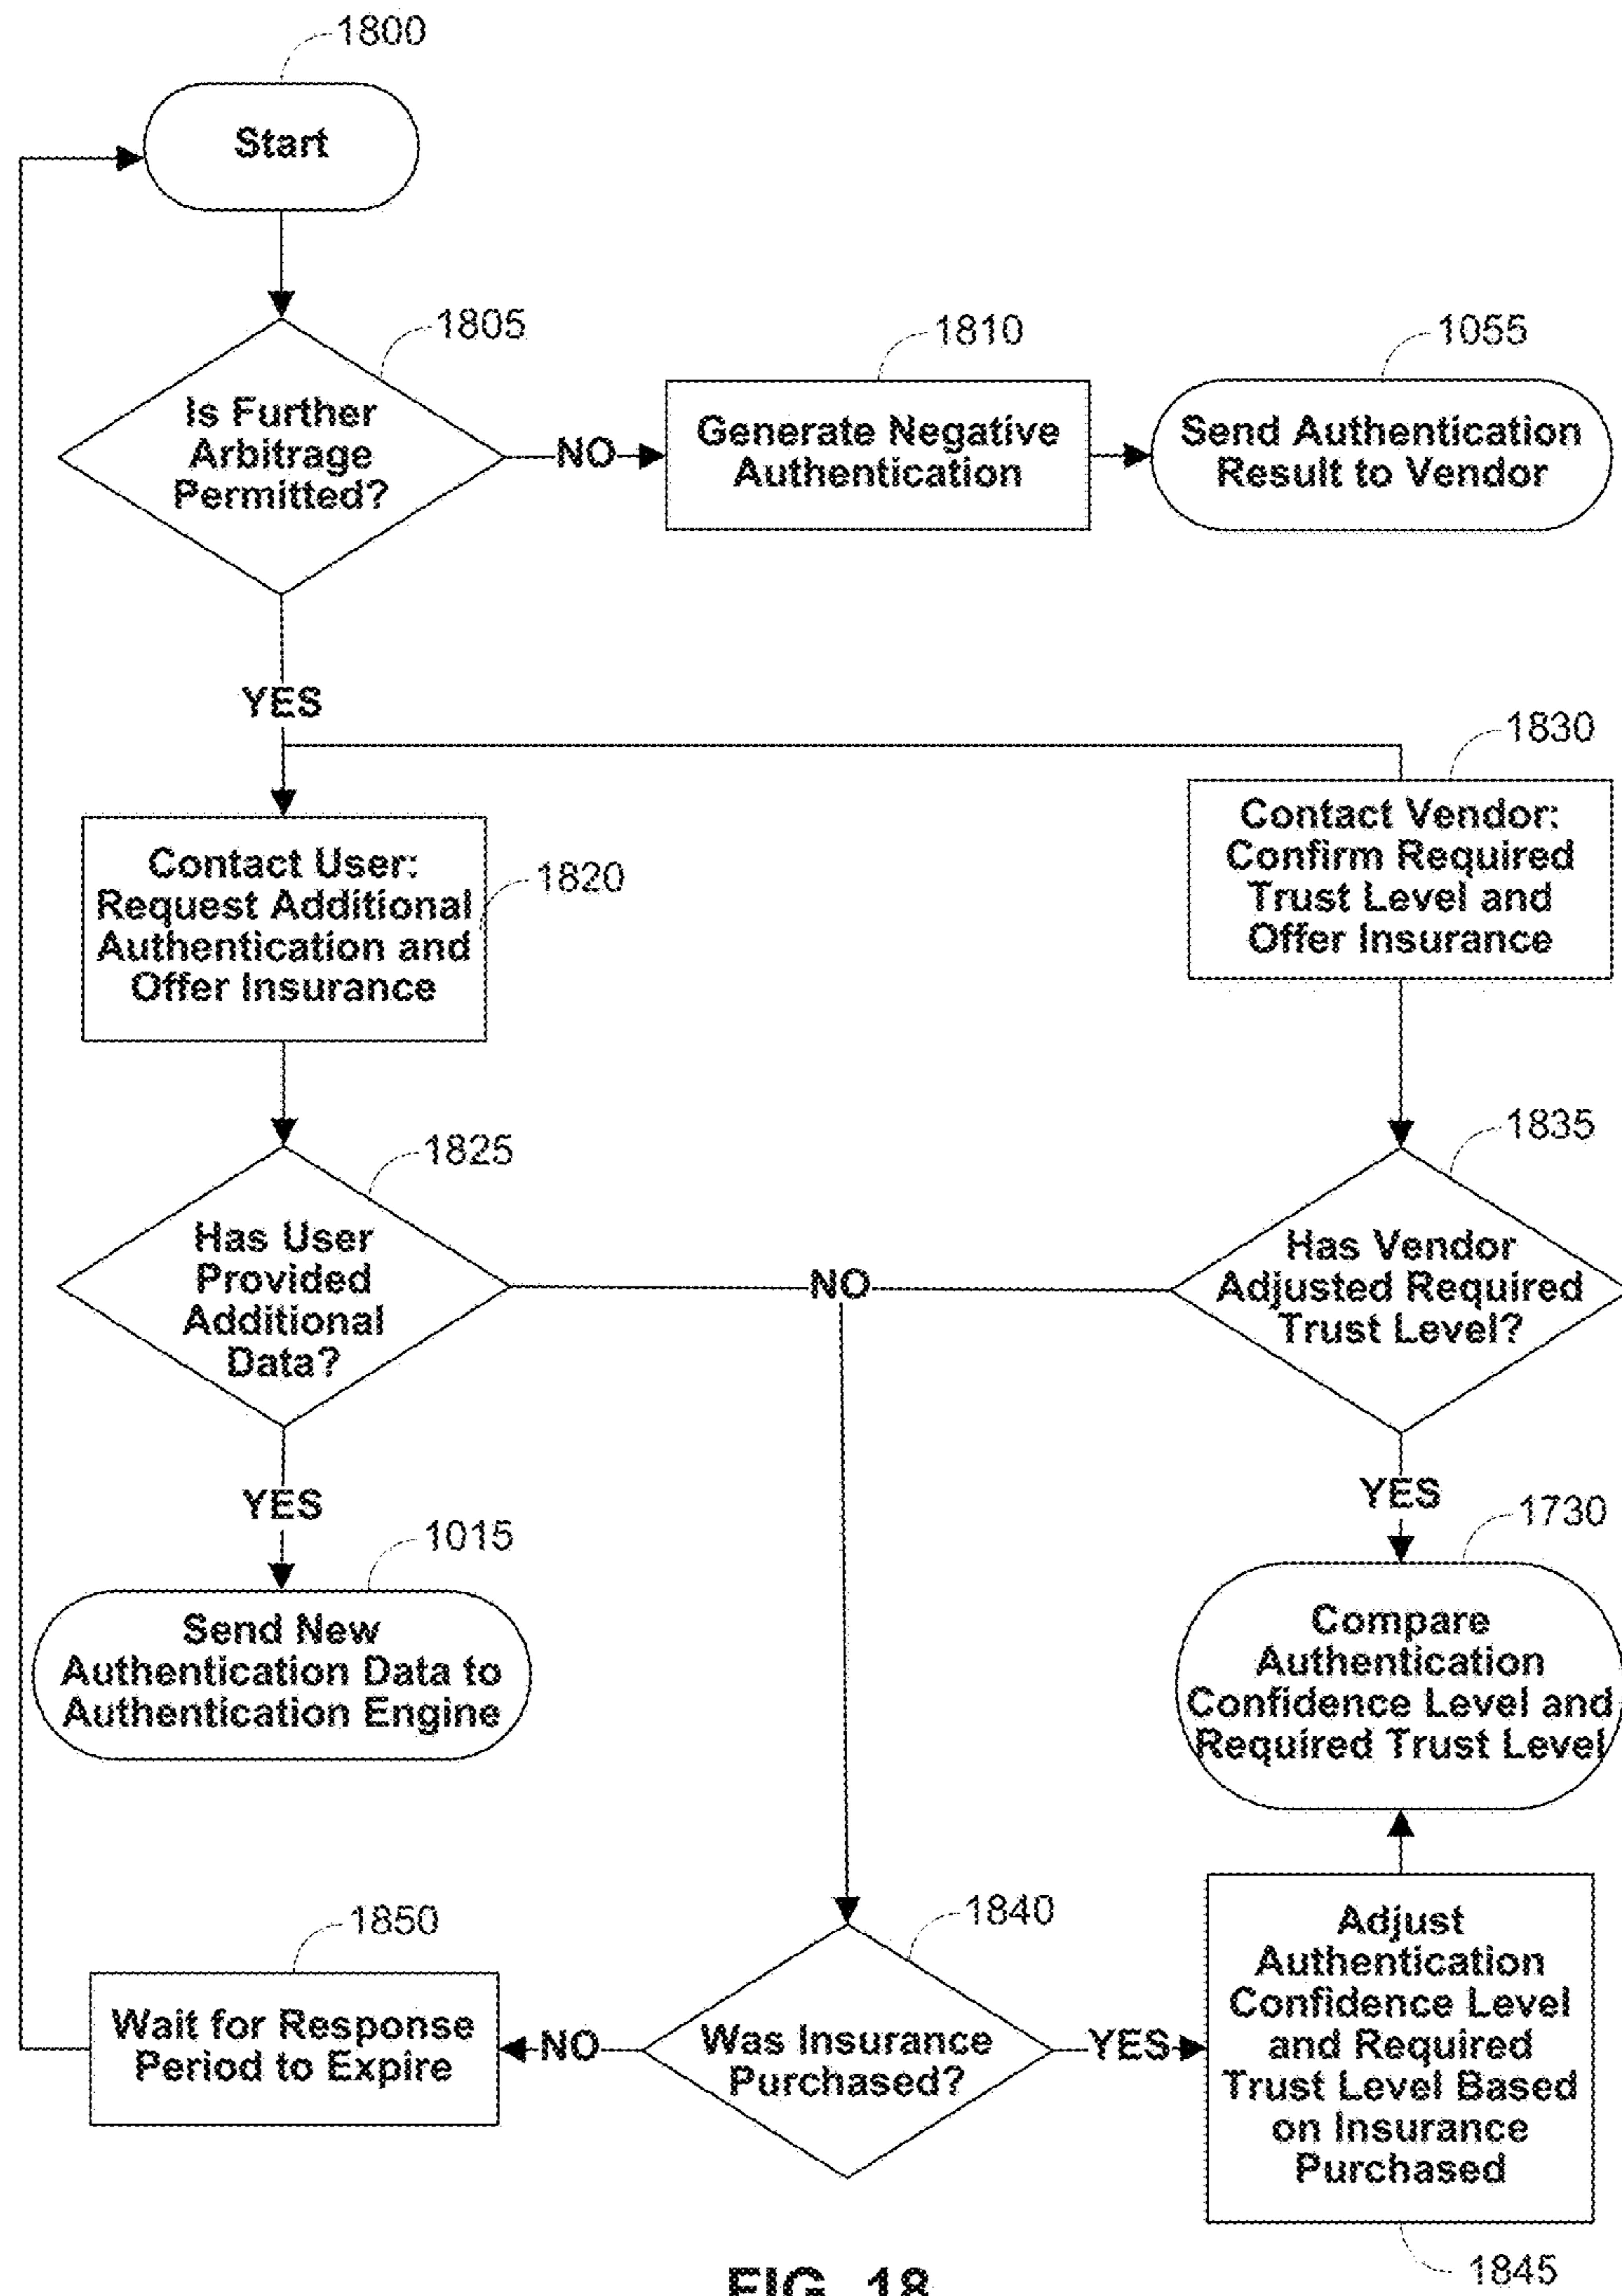 1800
Start
1805
Is Further
Arbitrage
Permitted?
NO
1810
Generate Negative
Authentication
1055
Send Authentication
Result to Vendor
YES
1820
Contact User:
Request Additional
Authentication and
Offer Insurance
1830
Contact Vendor:
Confirm Required
Trust Level and
Offer Insurance
1825
Has User
Provided
Additional
Data?
NO
1835
Has Vendor
Adjusted Required
Trust Level?
YES
1015
Send New
Authentication Data to
Authentication Engine
YES
1730
Compare
Authentication
Confidence Level and
Required Trust Level
1850
Wait for Response
Period to Expire
NO
1840
Was Insurance
Purchased?
YES
Adjust
Authentication
Confidence Level
and Required
Trust Level Based
on Insurance
Purchased
1845
FIG. 18